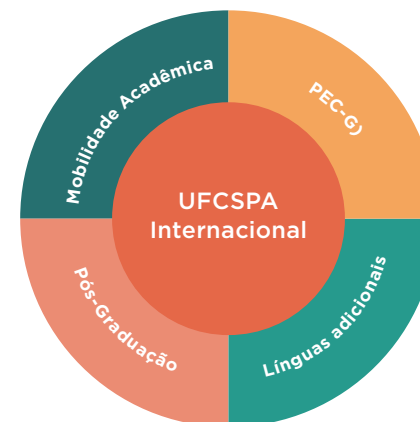 Mobilidade Acadêmica
PEC-G)
UFCSPA
Internacional
Pós-Graduação
Línguas adicionais